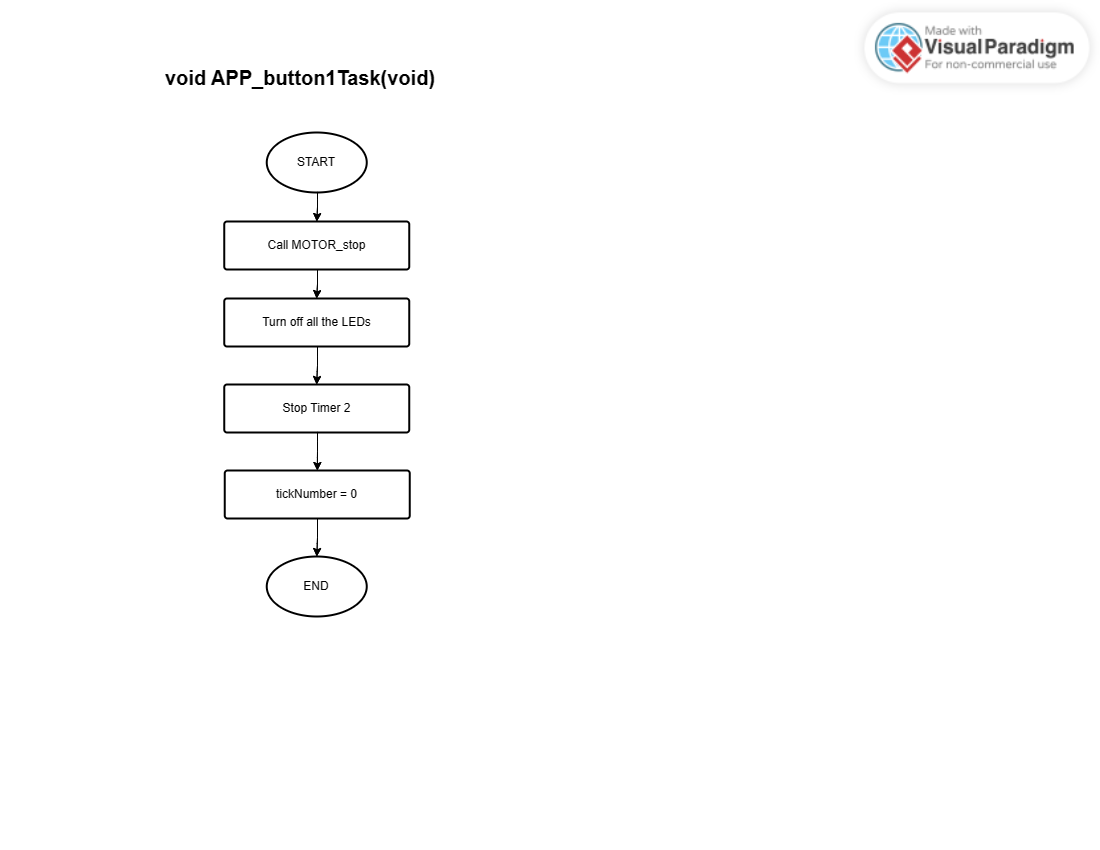 Made with
Visual Paradigm
For non-commercial use
void APP_button1Task(void)
START
Call MOTOR_stop
Turn off all the LEDs
Stop Timer 2
tickNumber = 0
END